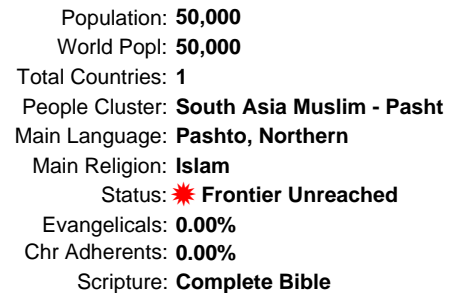 Population: 50,000
World Popl: 50,000
Total Countries: 1
People Cluster: South Asia Muslim - Pasht
Main Language: Pashto, Northern
Main Religion: Islam
Status: Frontier Unreached
Evangelicals: 0.00%
Chr Adherents: 0.00%
Scripture: Complete Bible